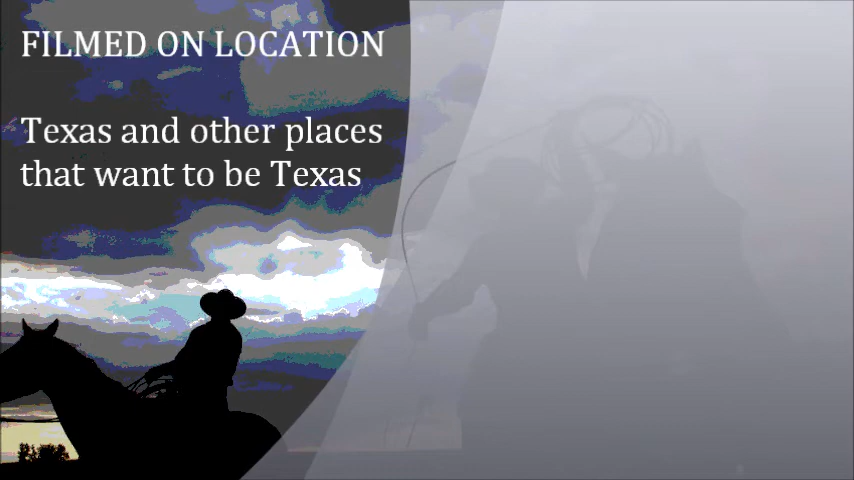 FILMED ON LOCATION
Texas and other places
that want to be Texas